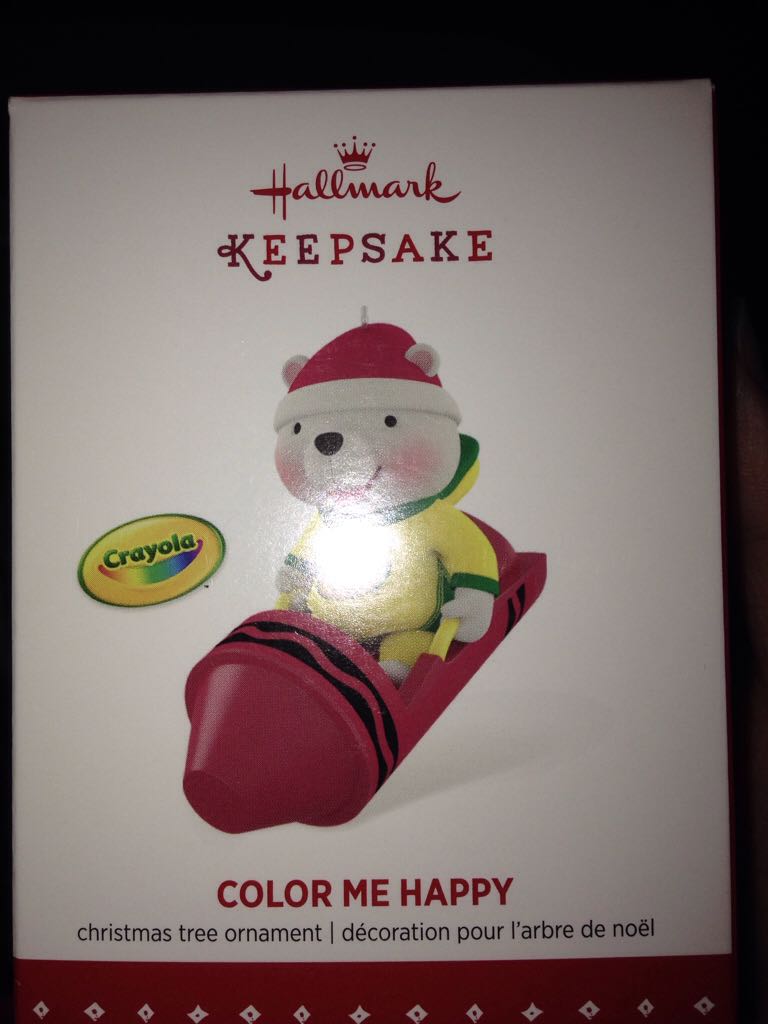 Hallmark
KEEPSAKE
Crayola
COLOR ME HAPPY
christmas tree ornament | décoration pour l'arbre de noël